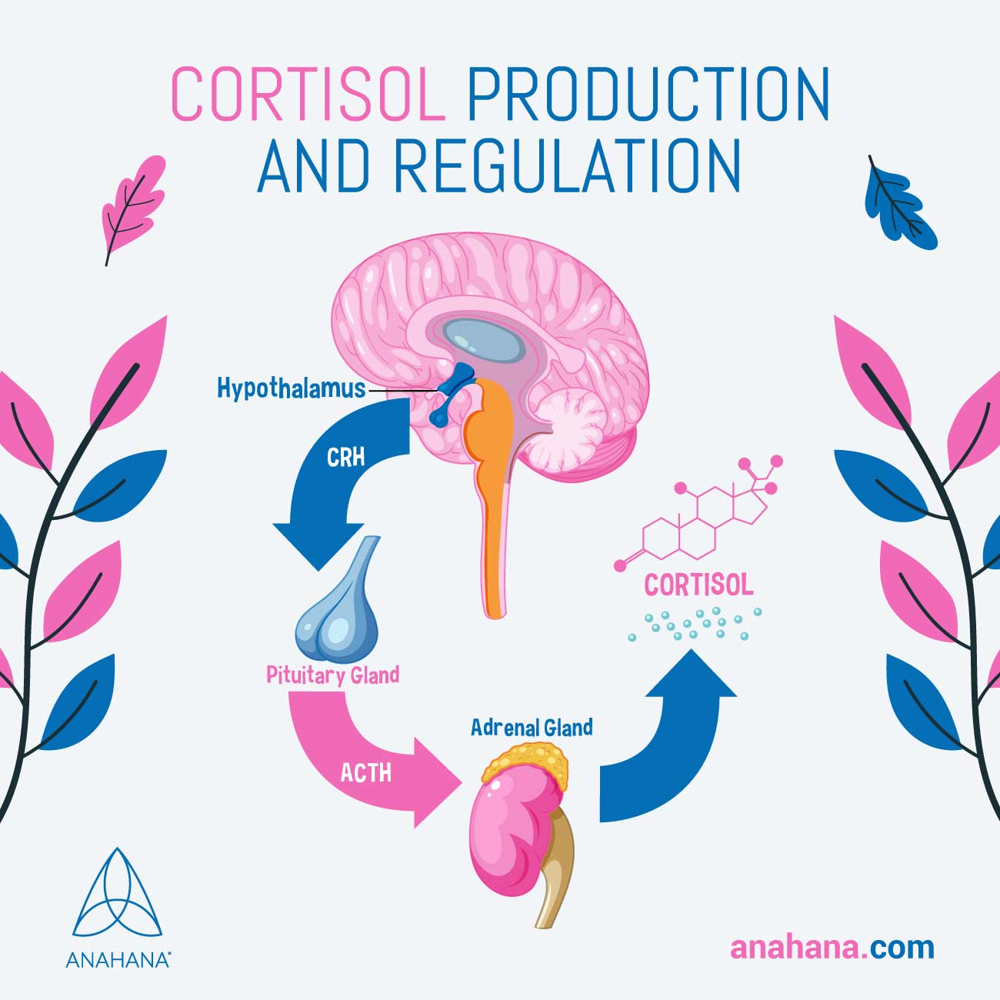 CORTISOL PRODUCTION
AND REGULATION
Hypothalamus
CRH
CORTISOL
Pituitary Gland
Adrenal Gland
ACTH
ANAHANA®
anahana.com